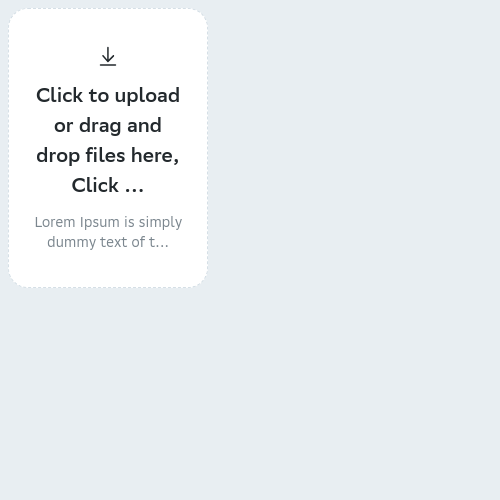 Click to upload
or drag and
drop files here,
Click ...
Lorem Ipsum is simply
dummy text of t...